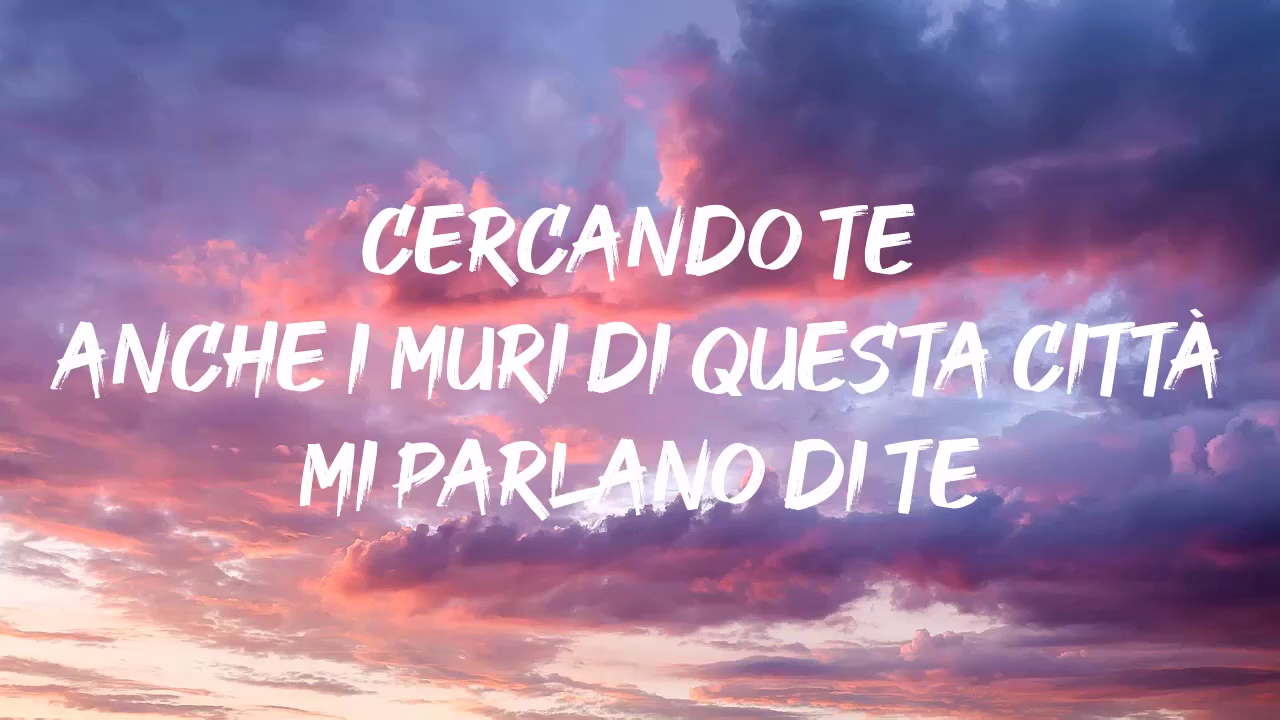 CERCANDO TE
ANCHE I MURI DI QUESTA CITTÀ
MI PARLANO DI TE